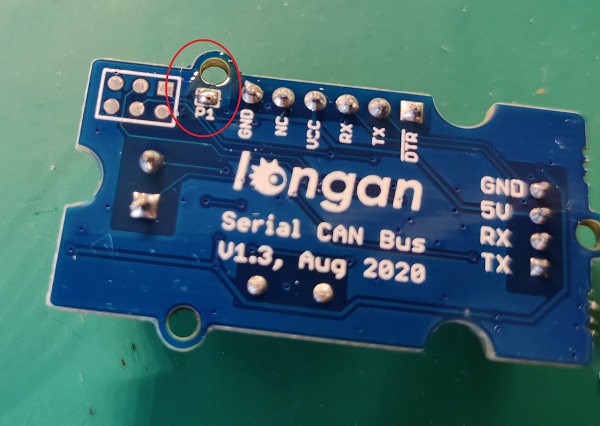 P1
GND
NC
VCC
RX
TX
DTR
longan
Serial CAN Bus
V1.3, Aug 2020
GND
5V
RX
TX